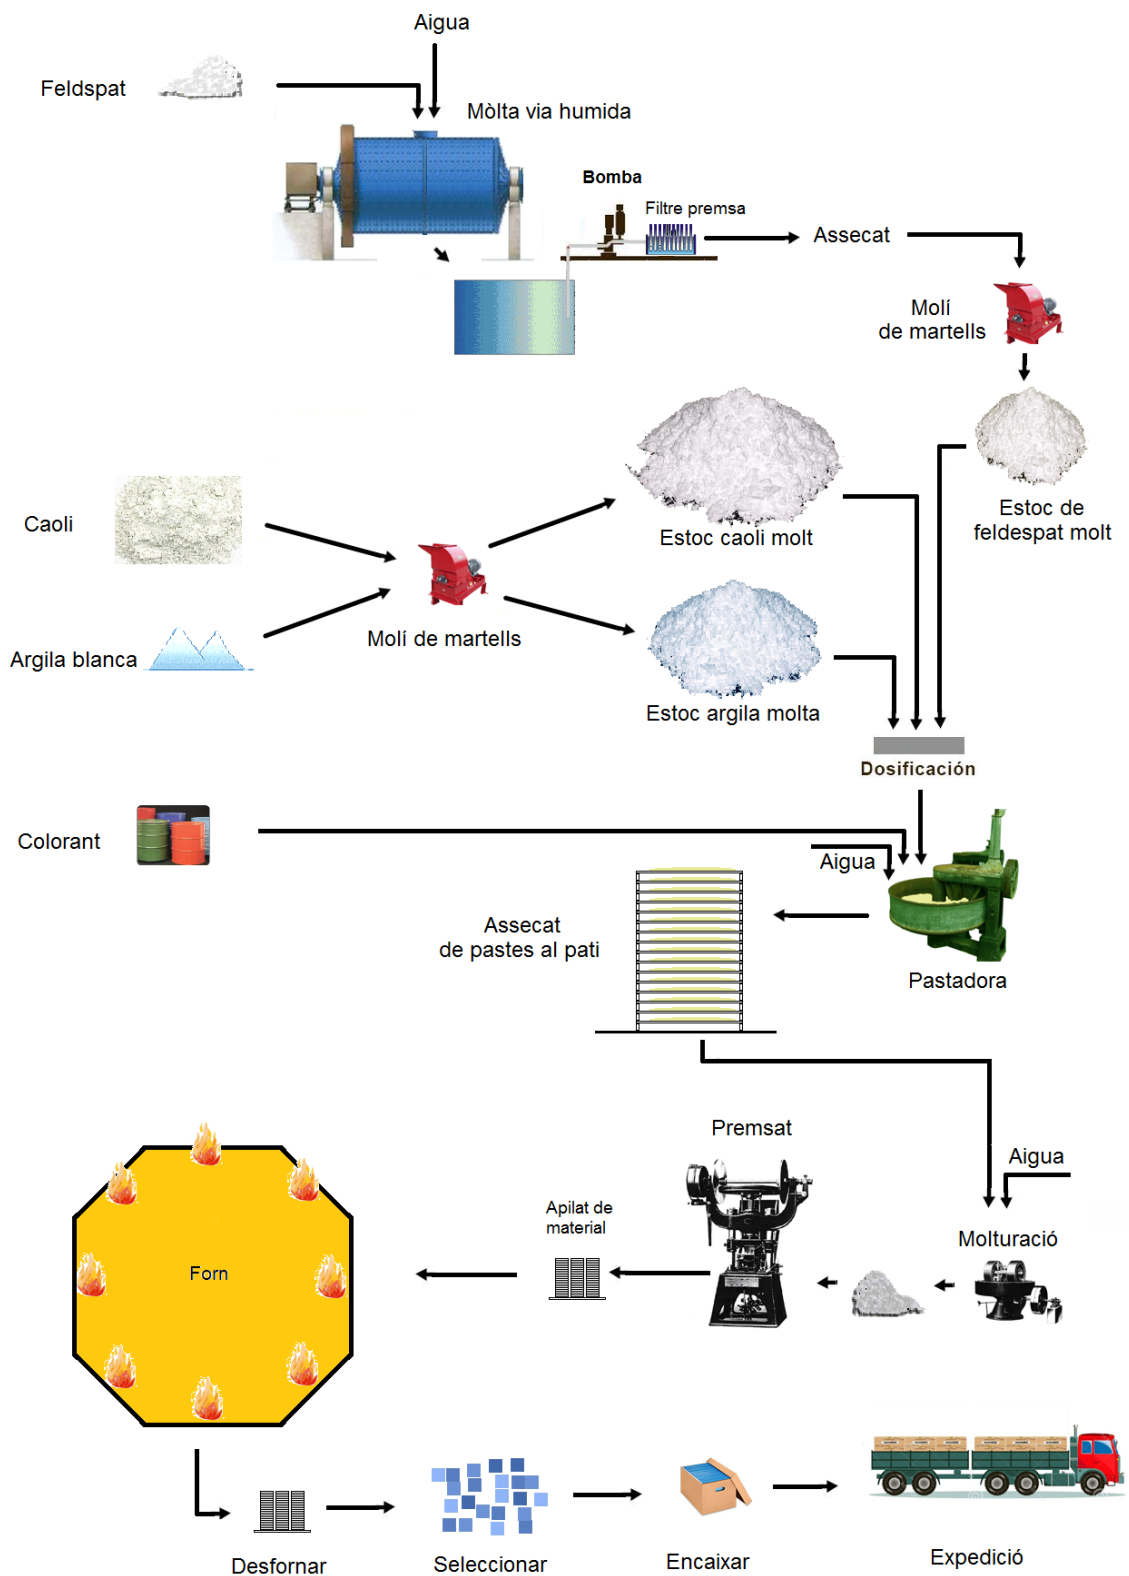 Aigua
Feldspat
Mòlta via humida
Bomba
Filtre premsa
Assecat
Molí
de martells
Caoli
Estoc caoli molt
Estoc de
feldespat molt
Molí de martells
Argila blanca
Estoc argila molta
Dosificación
Colorant
Aigua
Assecat
de pastes al pati
Pastadora
Premsat
Aigua
Apilat de
material
Molturació
Forn
Desfornar
Seleccionar
Encaixar
Expedició